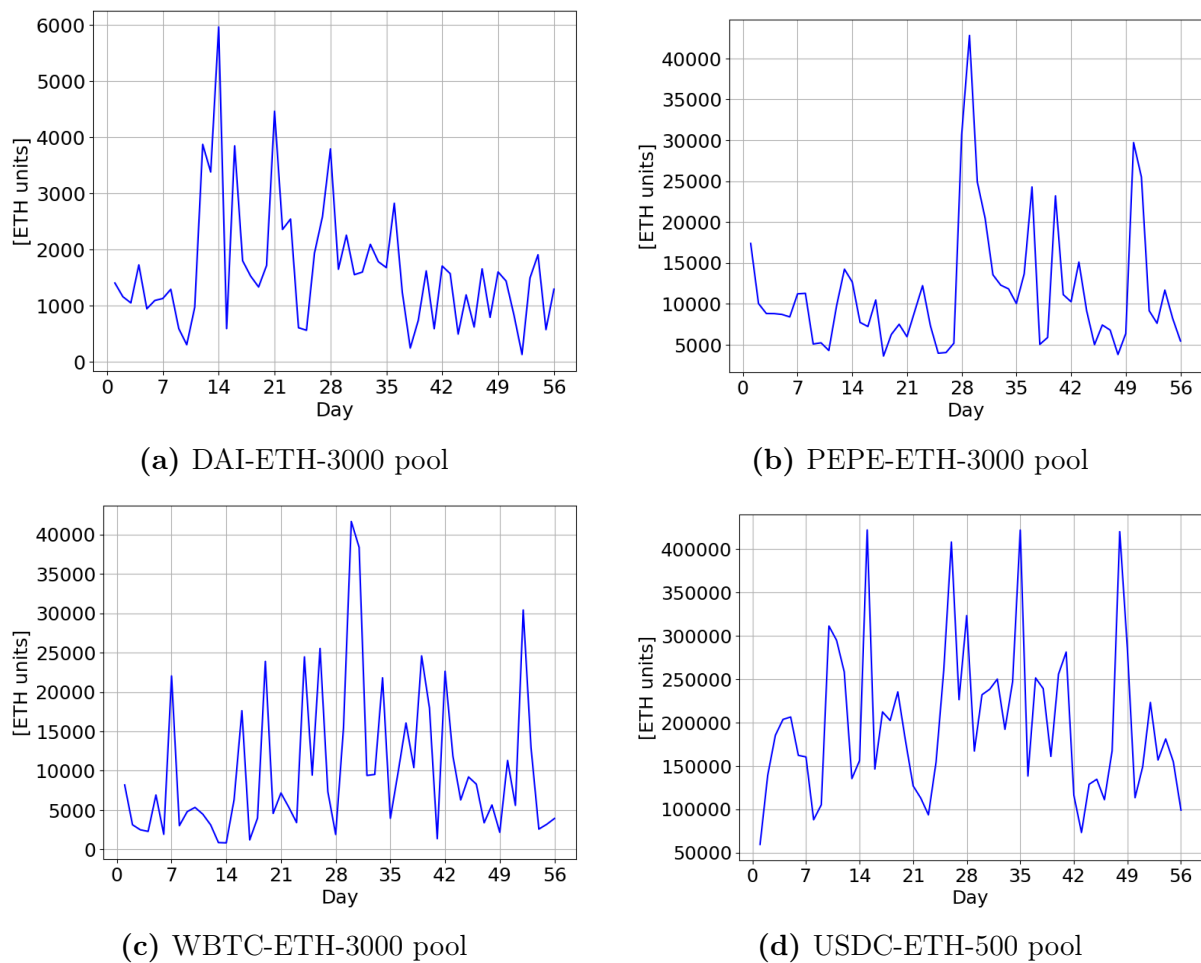 [ETH units]
6000
5000
4000
3000
2000
1000
0
0 7 14 21 28 35 42 49 56
Day
(a) DAI-ETH-3000 pool
[ETH units]
40000
35000
30000
25000
20000
15000
10000
5000
0 7 14 21 28 35 42 49 56
Day
(b) PEPE-ETH-3000 pool
[ETH units]
40000
35000
30000
25000
20000
15000
10000
5000
0
0 7 14 21 28 35 42 49 56
Day
(c) WBTC-ETH-3000 pool
[ETH units]
400000
350000
300000
250000
200000
150000
100000
50000
0 7 14 21 28 35 42 49 56
Day
(d) USDC-ETH-500 pool